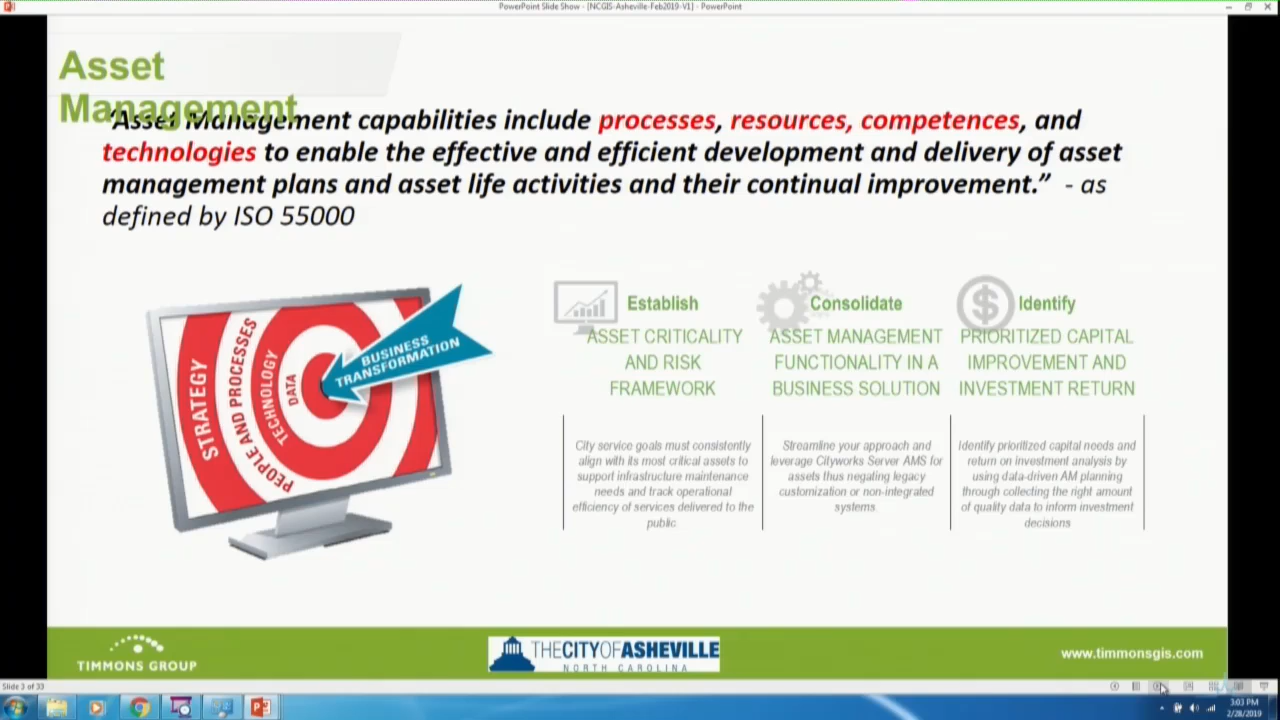 PowerPoint Slide Show - [NCGIS-Asheville-Feb2019-V1] - PowerPoint
Asset
Management
"Asset Management capabilities include processes, resources, competences, and
technologies to enable the effective and efficient development and delivery of asset
management plans and asset life activities and their continual improvement." - as
defined by ISO 55000
STRATEGY
PEOPLE AND PROCESSES
TECHNOLOGY
DATA
BUSINESS
TRANSFORMATION
Establish
ASSET CRITICALITY
AND RISK
FRAMEWORK
City service goals must consistently
align with its most critical assets to
support infrastructure maintenance
needs and track operational
efficiency of services delivered to the
public
Consolidate
ASSET MANAGEMENT
FUNCTIONALITY IN A
BUSINESS SOLUTION
Streamline your approach and
leverage Cityworks Server AMS for
assets thus negating legacy
customization or non-integrated
systems.
$
Identify
PRIORITIZED CAPITAL
IMPROVEMENT AND
INVESTMENT RETURN
Identify prioritized capital needs and
return on investment analysis by
using data-driven AM planning
through collecting the right amount
of quality data to inform investment
decisions
TIMMONS GROUP
THE CITY OF ASHEVILLE
NORTH CAROLINA
www.timmonsgis.com
Slide 3 of 33
3:03 PM
2/28/2019